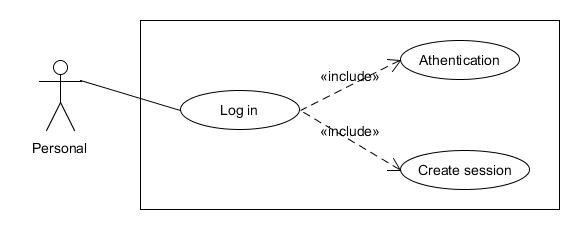 Athentication
«include»
Log in
«include»
Personal
Create session